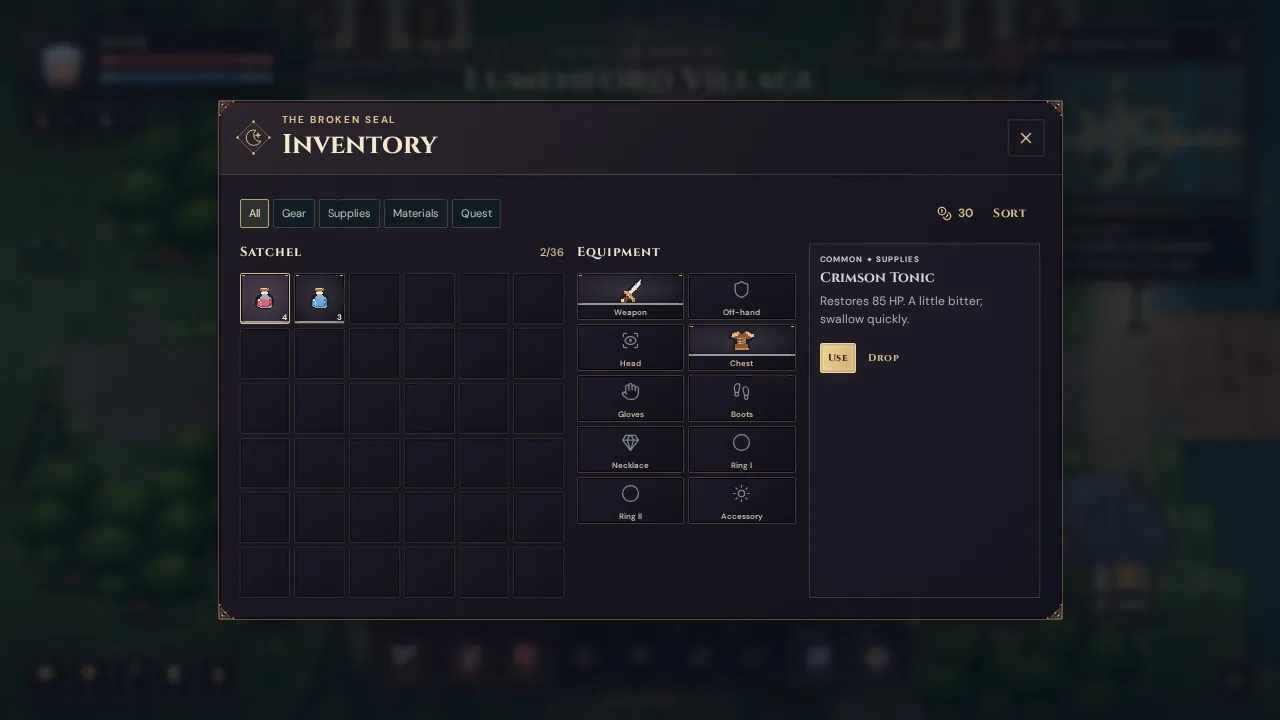 Lumenford Village
THE BROKEN SEAL
Inventory
All
Gear
Supplies
Materials
Quest
30
Sort
Satchel
2/36
4
3
Equipment
Weapon
Off-hand
Head
Chest
Gloves
Boots
Necklace
Ring I
Ring II
Accessory
COMMON ✦ SUPPLIES
Crimson Tonic
Restores 85 HP. A little bitter;
swallow quickly.
Use
Drop